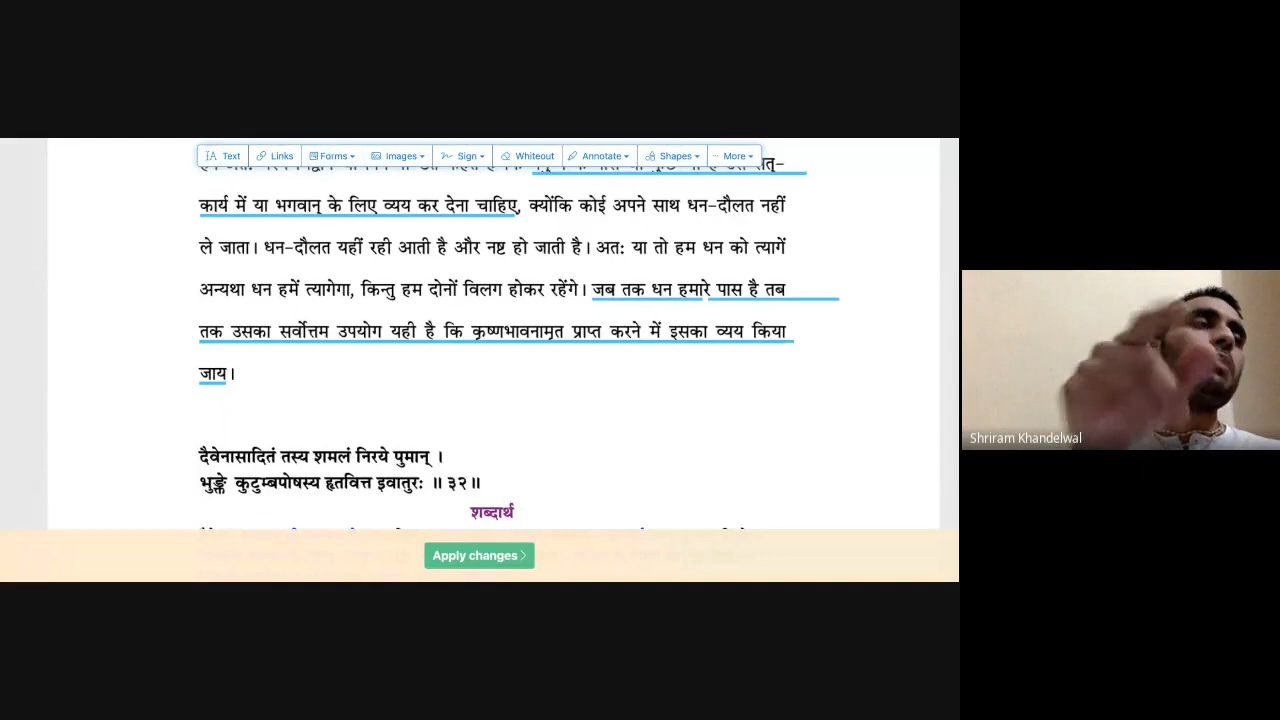 Text Links Forms Images Sign Whiteout Annotate Shapes More
कार्य में या भगवान् के लिए व्यय कर देना चाहिए, क्योंकि कोई अपने साथ धन-दौलत नहीं
ले जाता। धन-दौलत यहीं रही आती है और नष्ट हो जाती है। अतः या तो हम धन को त्यागें
अन्यथा धन हमें त्यागेगा, किन्तु हम दोनों विलग होकर रहेंगे। जब तक धन हमारे पास है तब
तक उसका सर्वोत्तम उपयोग यही है कि कृष्णभावनामृत प्राप्त करने में इसका व्यय किया
जाय।
दैवेनासादितं तस्य शमलं निरये पुमान् ।
भुङ्के कुटुम्बपोषस्य हृतवित्त इवातुरः ॥ ३२॥
शब्दार्थ
Apply changes
Shriram Khandelwal